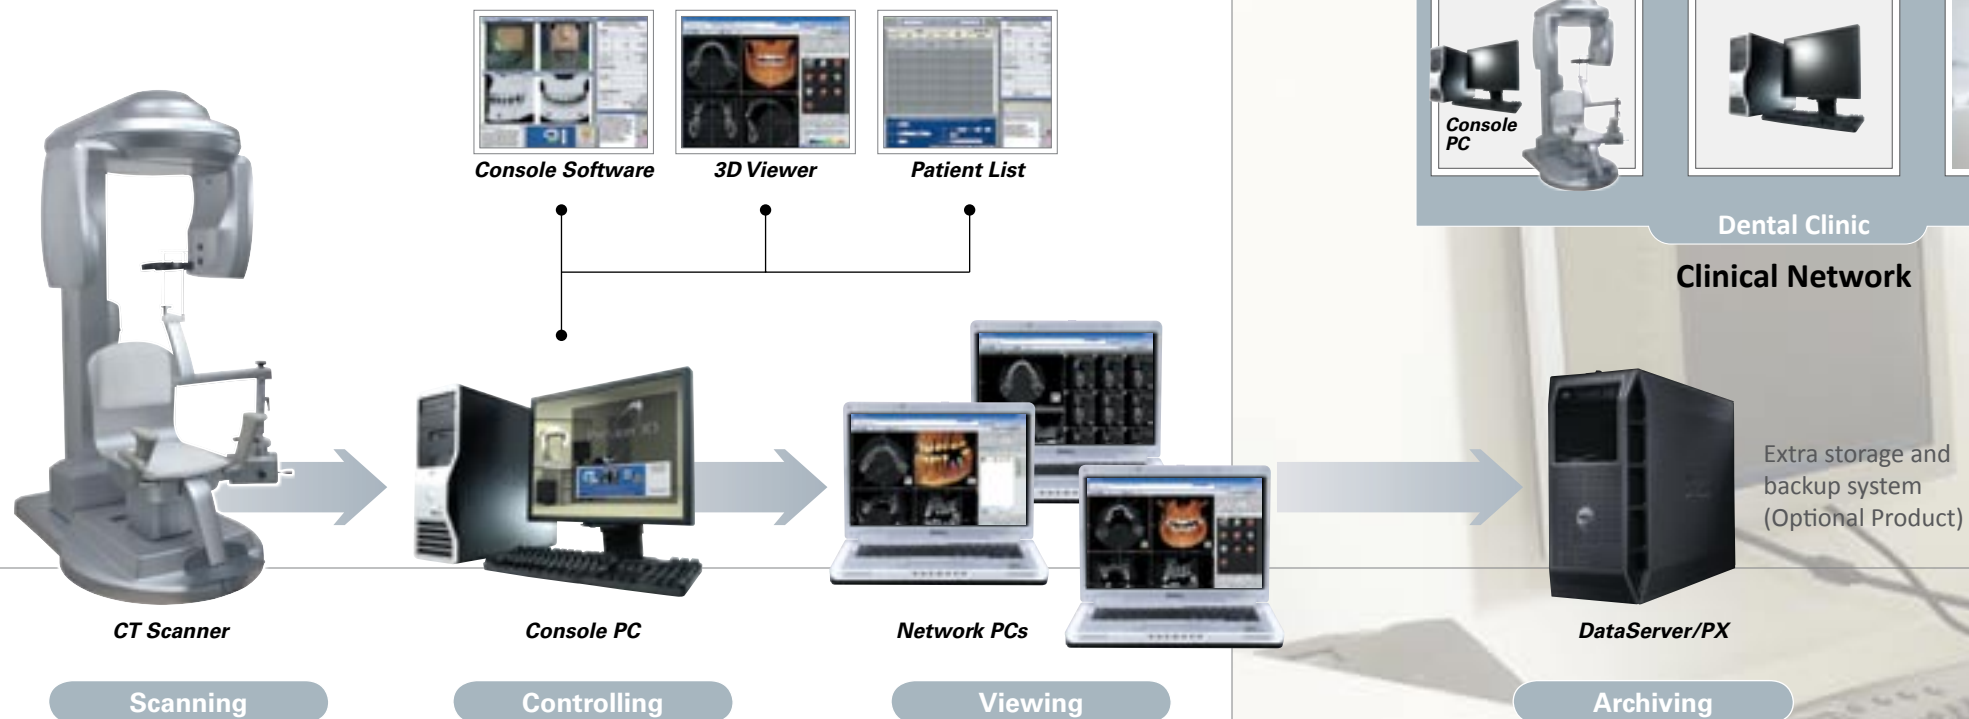 Console Software
3D Viewer
Patient List
Console
PC
Dental Clinic
Clinical Network
Extra storage and
backup system
(Optional Product)
CT Scanner
Console PC
Network PCs
DataServer/PX
Scanning
Controlling
Viewing
Archiving